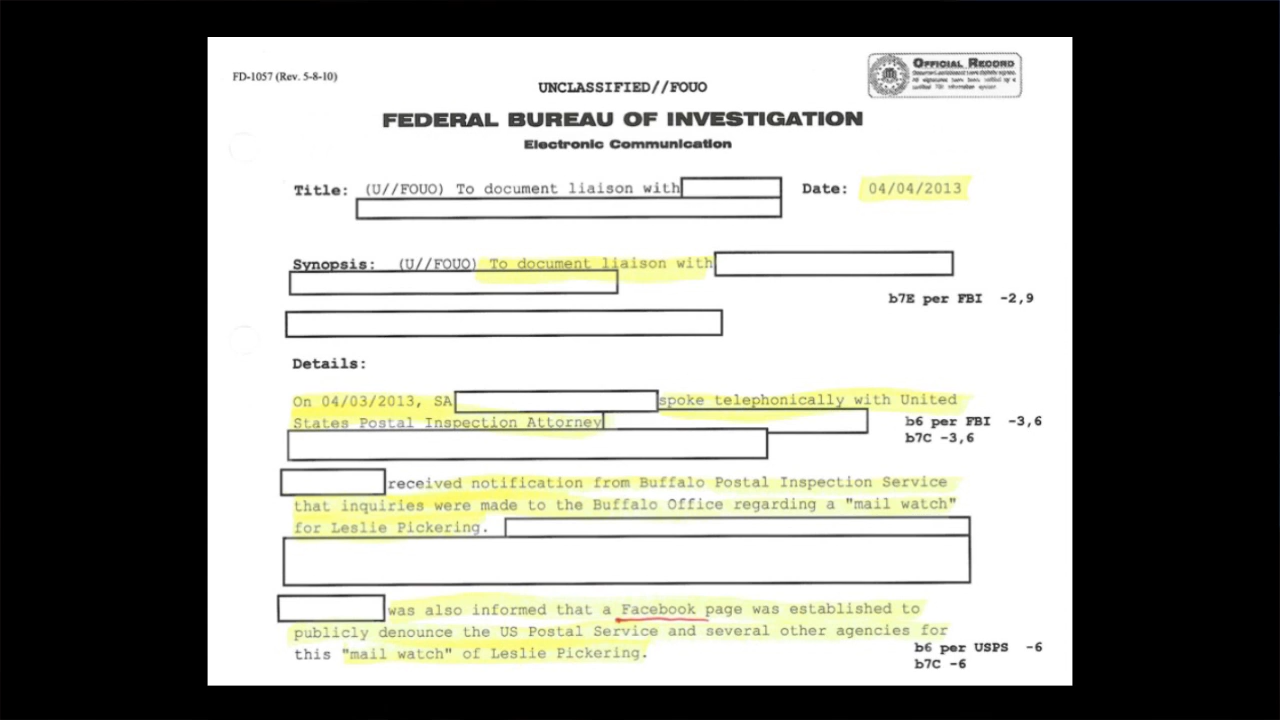 FD-1057 (Rev. 5-8-10)
UNCLASSIFIED//FOUO
OFFICIAL RECORD
FEDERAL BUREAU OF INVESTIGATION
Electronic Communication
Title: (U//FOUO) To document liaison with
Date: 04/04/2013
Synopsis: (U//FOUO) To document liaison with
b7E per FBI -2,9
Details:
On 04/03/2013, SA spoke telephonically with United
States Postal Inspection Attorney
b6 per FBI -3,6
b7C -3,6
received notification from Buffalo Postal Inspection Service
that inquiries were made to the Buffalo Office regarding a "mail watch"
for Leslie Pickering.
was also informed that a Facebook page was established to
publicly denounce the US Postal Service and several other agencies for
this "mail watch" of Leslie Pickering.
b6 per USPS -6
b7C -6